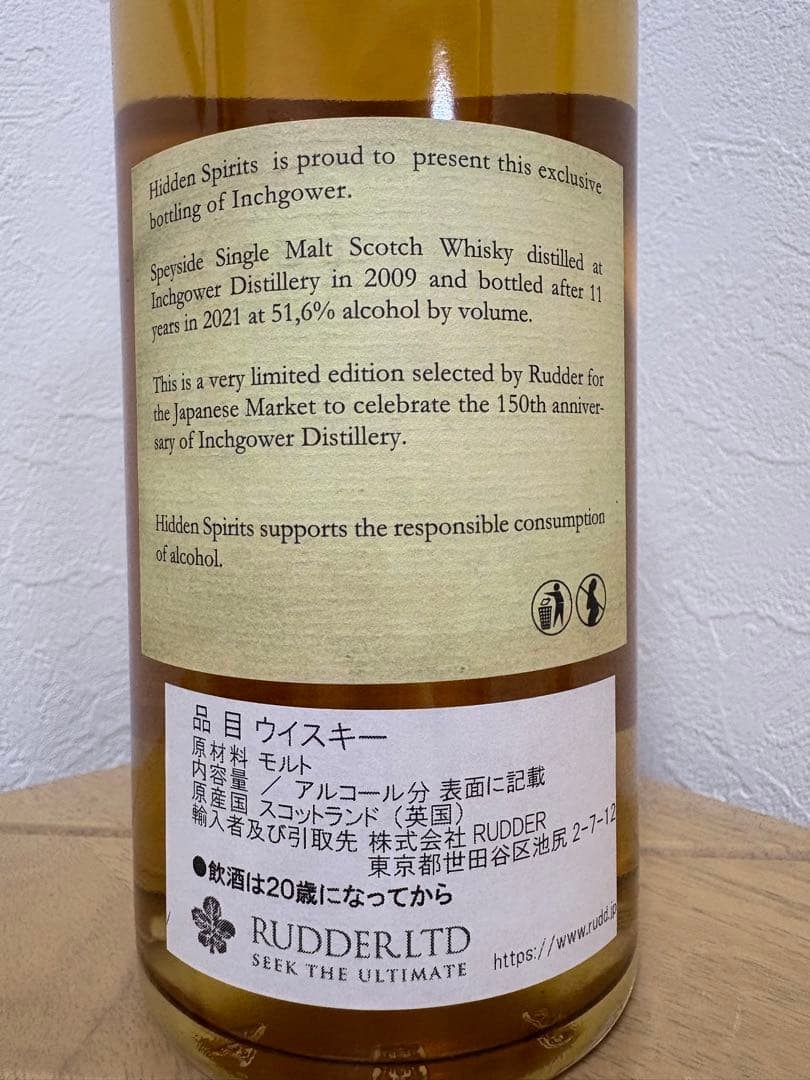 Hidden Spirits is proud to present this exclusive
bottling of Inchgower.
Speyside Single Malt Scotch Whisky distilled at
Inchgower Distillery in 2009 and bottled after 11
years in 2021 at 51,6% alcohol by volume.
This is a very limited edition selected by Rudder for
the Japanese Market to celebrate the 150th anniver-
sary of Inchgower Distillery.
Hidden Spirits supports the responsible consumption
of alcohol.
品 目 ウイスキー
原材料 モルト
内容量 / アルコール分 表面に記載
原産国 スコットランド (英国)
輸入者及び引取先 株式会社 RUDDER
東京都世田谷区池尻 2-7-12
●飲酒は20歳になってから
RUDDER.LTD
SEEK THE ULTIMATE
https://www.rudd.jp